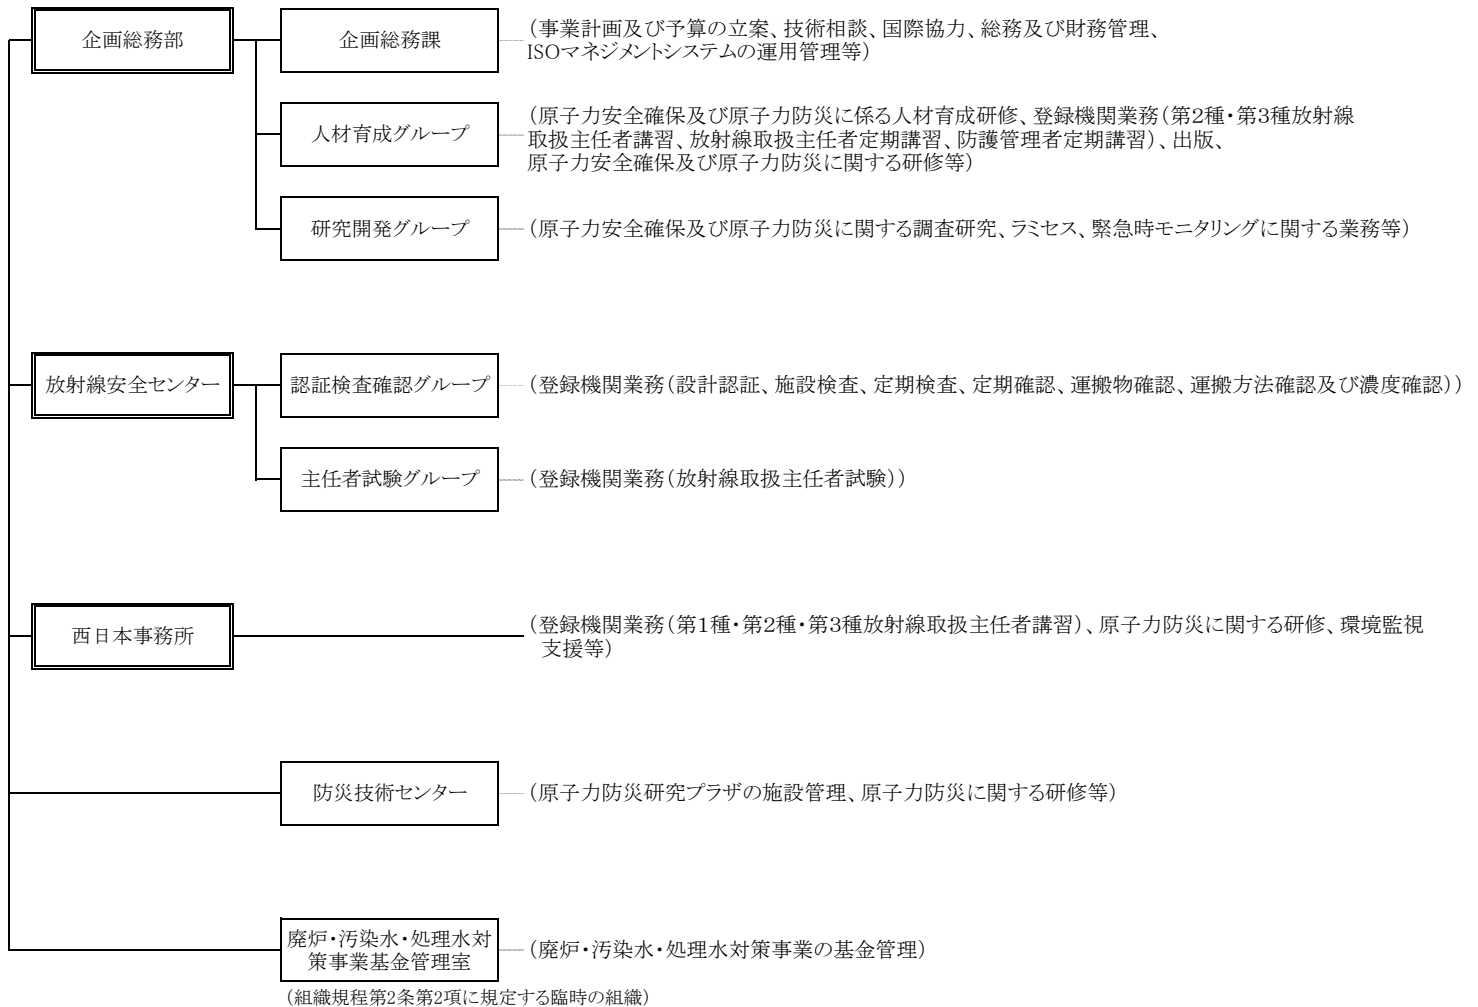 企画総務部
企画総務課
（事業計画及び予算の立案、技術相談、国際協力、総務及び財務管理、
ISOマネジメントシステムの運用管理等）
人材育成グループ
（原子力安全確保及び原子力防災に係る人材育成研修、登録機関業務（第2種・第3種放射線
取扱主任者講習、放射線取扱主任者定期講習、防護管理者定期講習）、出版、
原子力安全確保及び原子力防災に関する研修等）
研究開発グループ
（原子力安全確保及び原子力防災に関する調査研究、ラミセス、緊急時モニタリングに関する業務等）
放射線安全センター
認証検査確認グループ
（登録機関業務（設計認証、施設検査、定期検査、定期確認、運搬物確認、運搬方法確認及び濃度確認））
主任者試験グループ
（登録機関業務（放射線取扱主任者試験））
西日本事務所
（登録機関業務（第1種・第2種・第3種放射線取扱主任者講習）、原子力防災に関する研修、環境監視
支援等）
防災技術センター
（原子力防災研究プラザの施設管理、原子力防災に関する研修等）
廃炉・汚染水・処理水対
策事業基金管理室
（廃炉・汚染水・処理水対策事業の基金管理）
（組織規程第2条第2項に規定する臨時の組織）